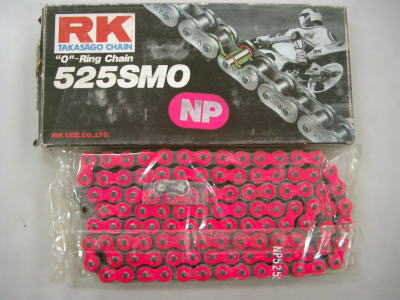 RK
TAKASAGO CHAIN
"O"-Ring Chain
525SMO
NP
RK EXCEL CO., LTD.
NP525